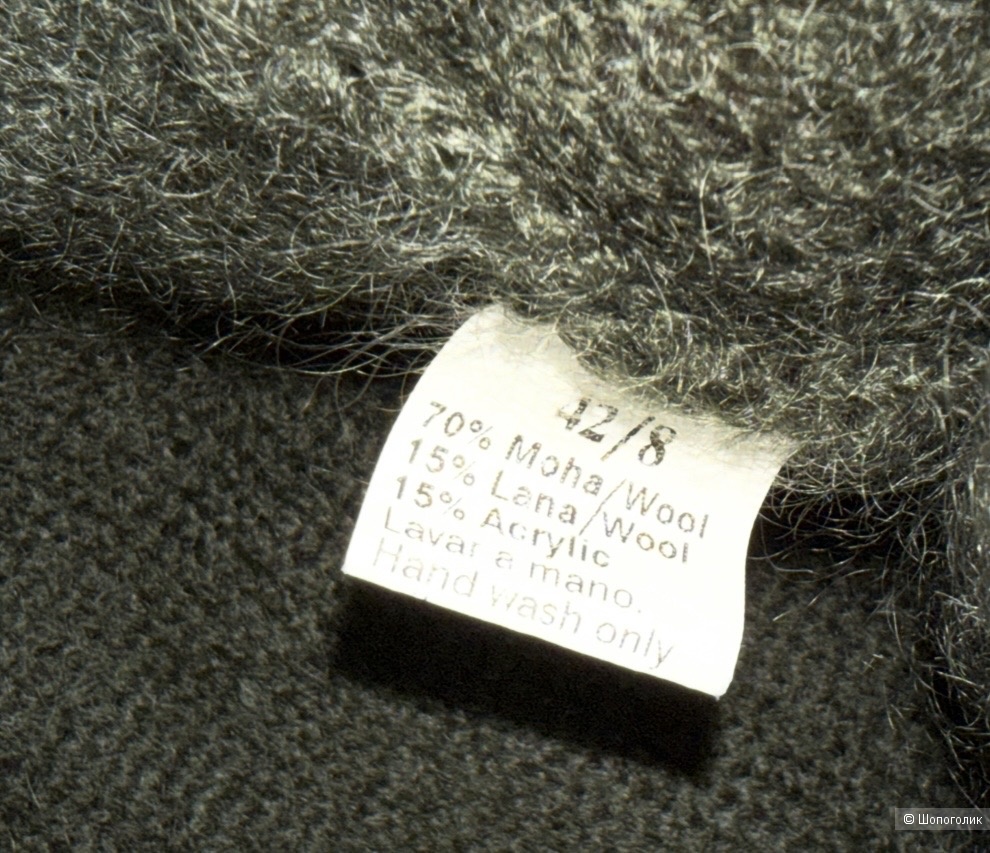 42/8
70% Moha/Wool
15% Lana/Wool
15% Acrylic
Lavar a mano.
Hand wash only
© Шопоголик